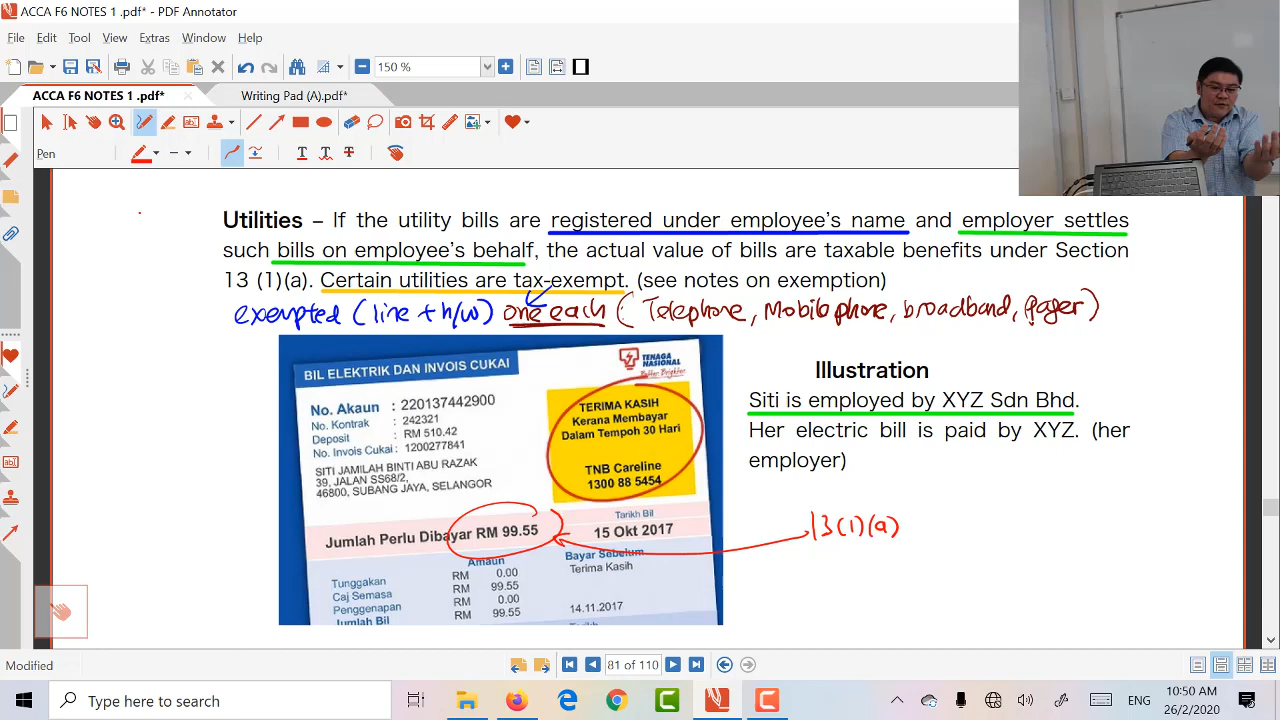 ACCA F6 NOTES 1 .pdf* - PDF Annotator
File Edit Tool View Extras Window Help
150 %
ACCA F6 NOTES 1 .pdf* Writing Pad (A).pdf*
Pen
Utilities – If the utility bills are registered under employee's name and employer settles
such bills on employee's behalf, the actual value of bills are taxable benefits under Section
13 (1)(a). Certain utilities are tax-exempt. (see notes on exemption)
exempted (line + h/w) one each (Telephone, Mobile phone, broadband, Pager)
BIL ELEKTRIK DAN INVOIS CUKAI
TENAGA
NASIONAL
Better. Brighter.
No. Akaun : 220137442900
No. Kontrak : 242321
Deposit : RM 510.42
No. Invois Cukai : 1200277841
SITI JAMILAH BINTI ABU RAZAK
39, JALAN SS68/2,
46800, SUBANG JAYA, SELANGOR
TERIMA KASIH
Kerana Membayar
Dalam Tempoh 30 Hari
TNB Careline
1300 88 5454
Jumlah Perlu Dibayar RM 99.55
Tarikh Bil
15 Okt 2017
Amaun
Tunggakan RM 0.00
Caj Semasa RM 99.55
Penggenapan RM 0.00
Jumlah Bil RM 99.55
Bayar Sebelum
Terima Kasih
14.11.2017
Illustration
Siti is employed by XYZ Sdn Bhd.
Her electric bill is paid by XYZ. (her
employer)
13(1)(a)
Modified
81 of 110
Type here to search
ENG
10:50 AM
26/2/2020